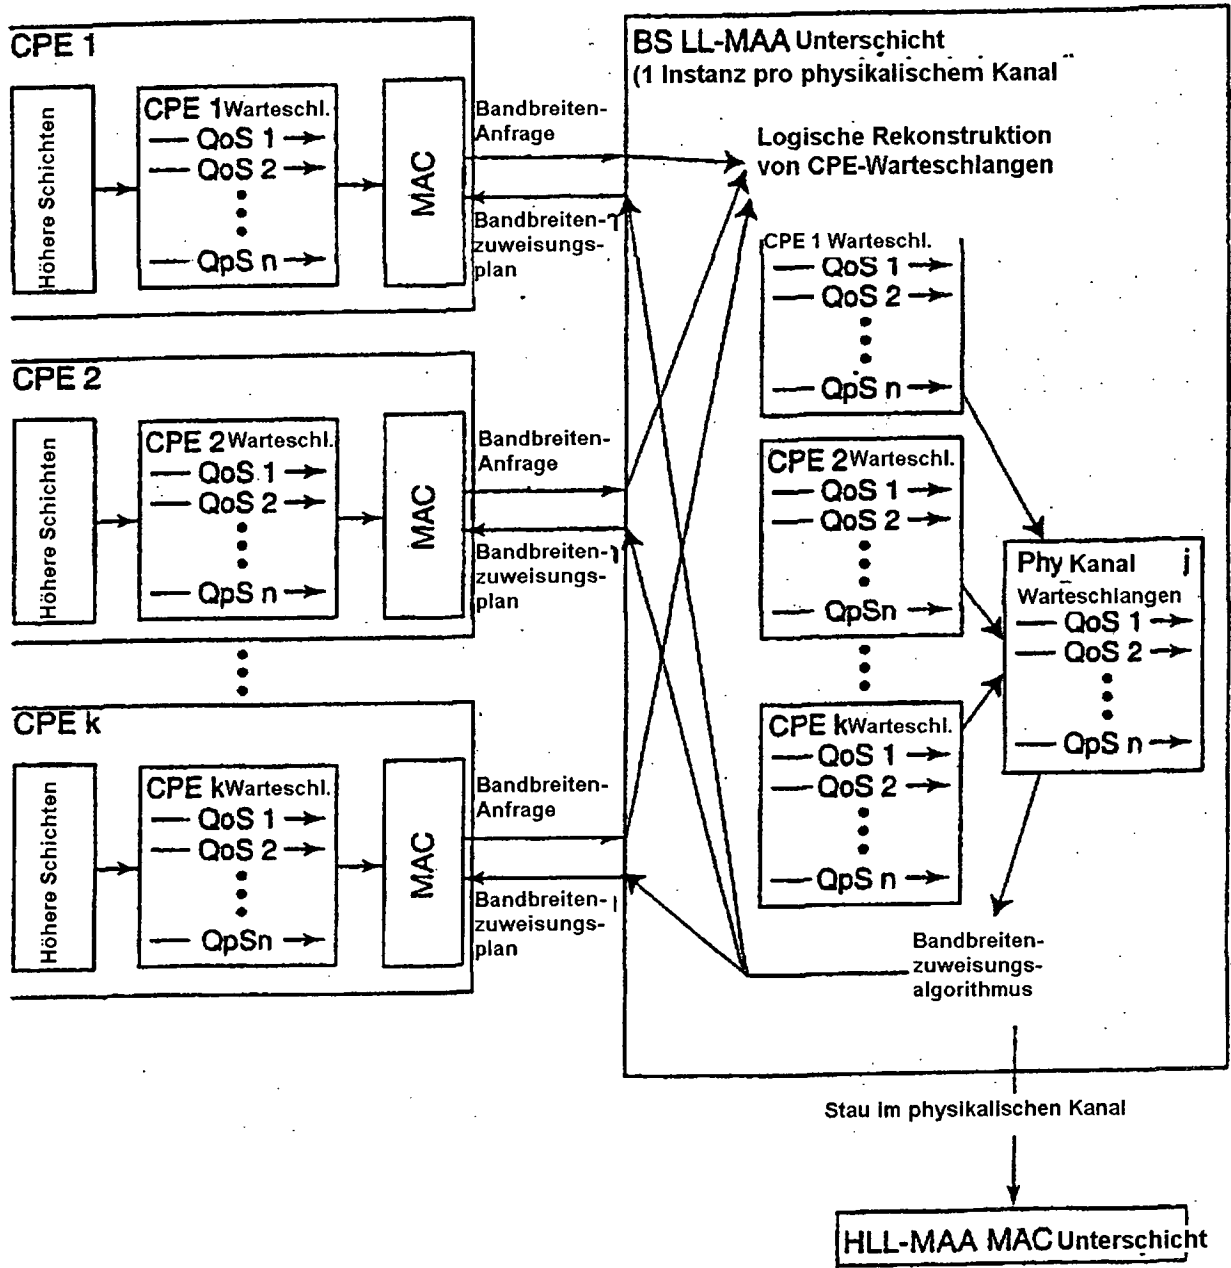 CPE 1
Höhere Schichten
CPE 1 Warteschl.
QoS 1
QoS 2
QpS n
MAC
Bandbreiten-
Anfrage
Bandbreiten-
zuweisungs-
plan
CPE 2
Höhere Schichten
CPE 2 Warteschl.
QoS 1
QoS 2
QpS n
MAC
Bandbreiten-
Anfrage
Bandbreiten-
zuweisungs-
plan
CPE k
Höhere Schichten
CPE k Warteschl.
QoS 1
QoS 2
QpSn
MAC
Bandbreiten-
Anfrage
Bandbreiten-
zuweisungs-
plan
BS LL-MAA Unterschicht
(1 Instanz pro physikalischem Kanal
Logische Rekonstruktion
von CPE-Warteschlangen
CPE 1 Warteschl.
QoS 1
QoS 2
QpS n
CPE 2 Warteschl.
QoS 1
QoS 2
QpSn
CPE k Warteschl.
QoS 1
QoS 2
QpS n
Phy Kanal j
Warteschlangen
QoS 1
QoS 2
QpS n
Bandbreiten-
zuweisungs-
algorithmus
Stau im physikalischen Kanal
HLL-MAA MAC Unterschicht